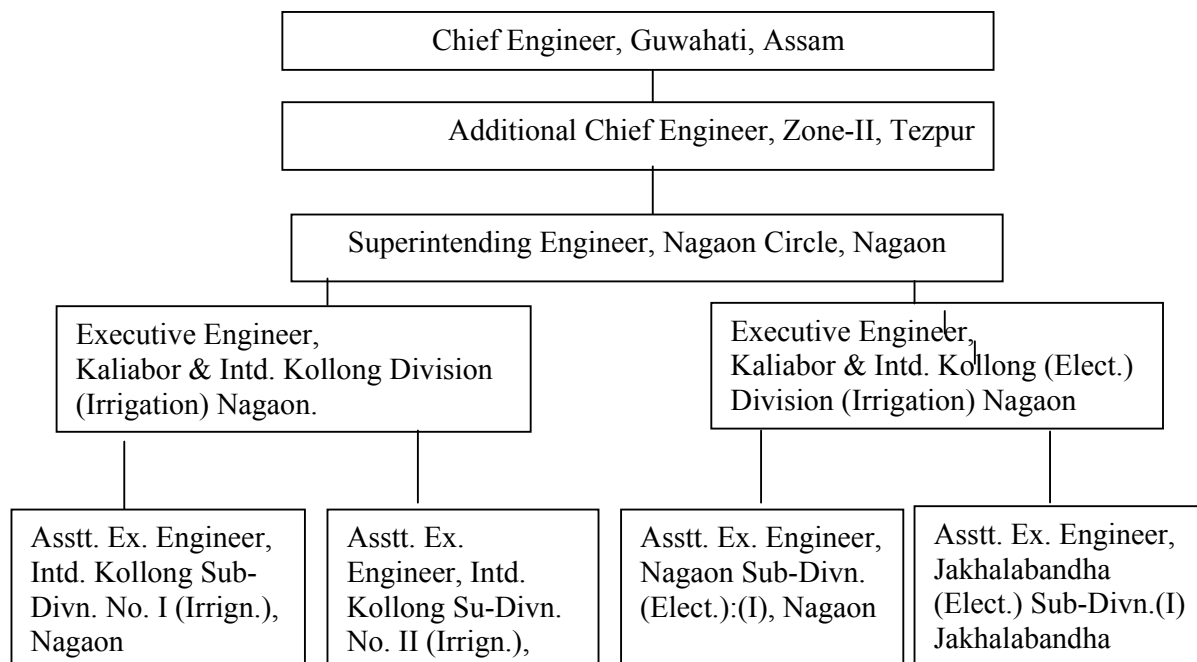 Chief Engineer, Guwahati, Assam
Additional Chief Engineer, Zone-II, Tezpur
Superintending Engineer, Nagaon Circle, Nagaon
Executive Engineer,
Kaliabor & Intd. Kollong Division
(Irrigation) Nagaon.
Executive Engineer,
Kaliabor & Intd. Kollong (Elect.)
Division (Irrigation) Nagaon
Asstt. Ex. Engineer,
Intd. Kollong Sub-
Divn. No. I (Irrign.),
Nagaon
Asstt. Ex.
Engineer, Intd.
Kollong Su-Divn.
No. II (Irrign.),
Asstt. Ex. Engineer,
Nagaon Sub-Divn.
(Elect.):(I), Nagaon
Asstt. Ex. Engineer,
Jakhalabandha
(Elect.) Sub-Divn.(I)
Jakhalabandha